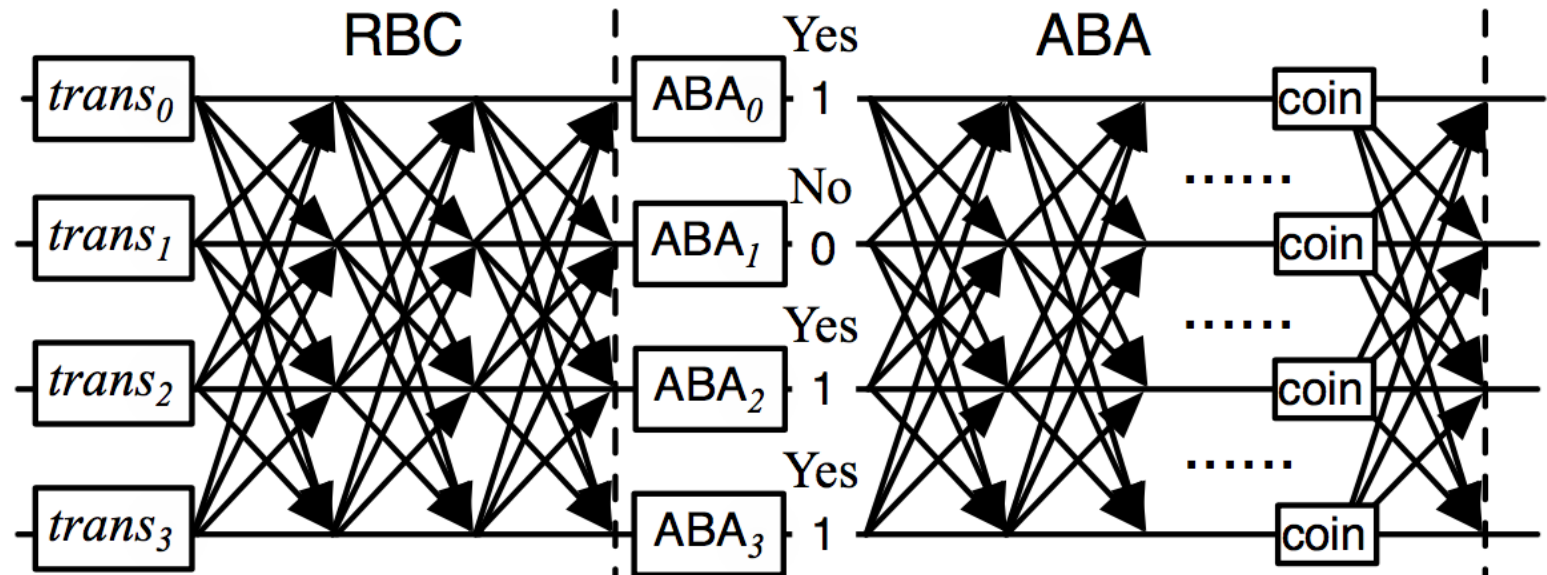 RBC
ABA
trans0
ABA0
Yes
1
coin
......
trans1
ABA1
No
0
coin
......
trans2
ABA2
Yes
1
coin
......
trans3
ABA3
Yes
1
coin